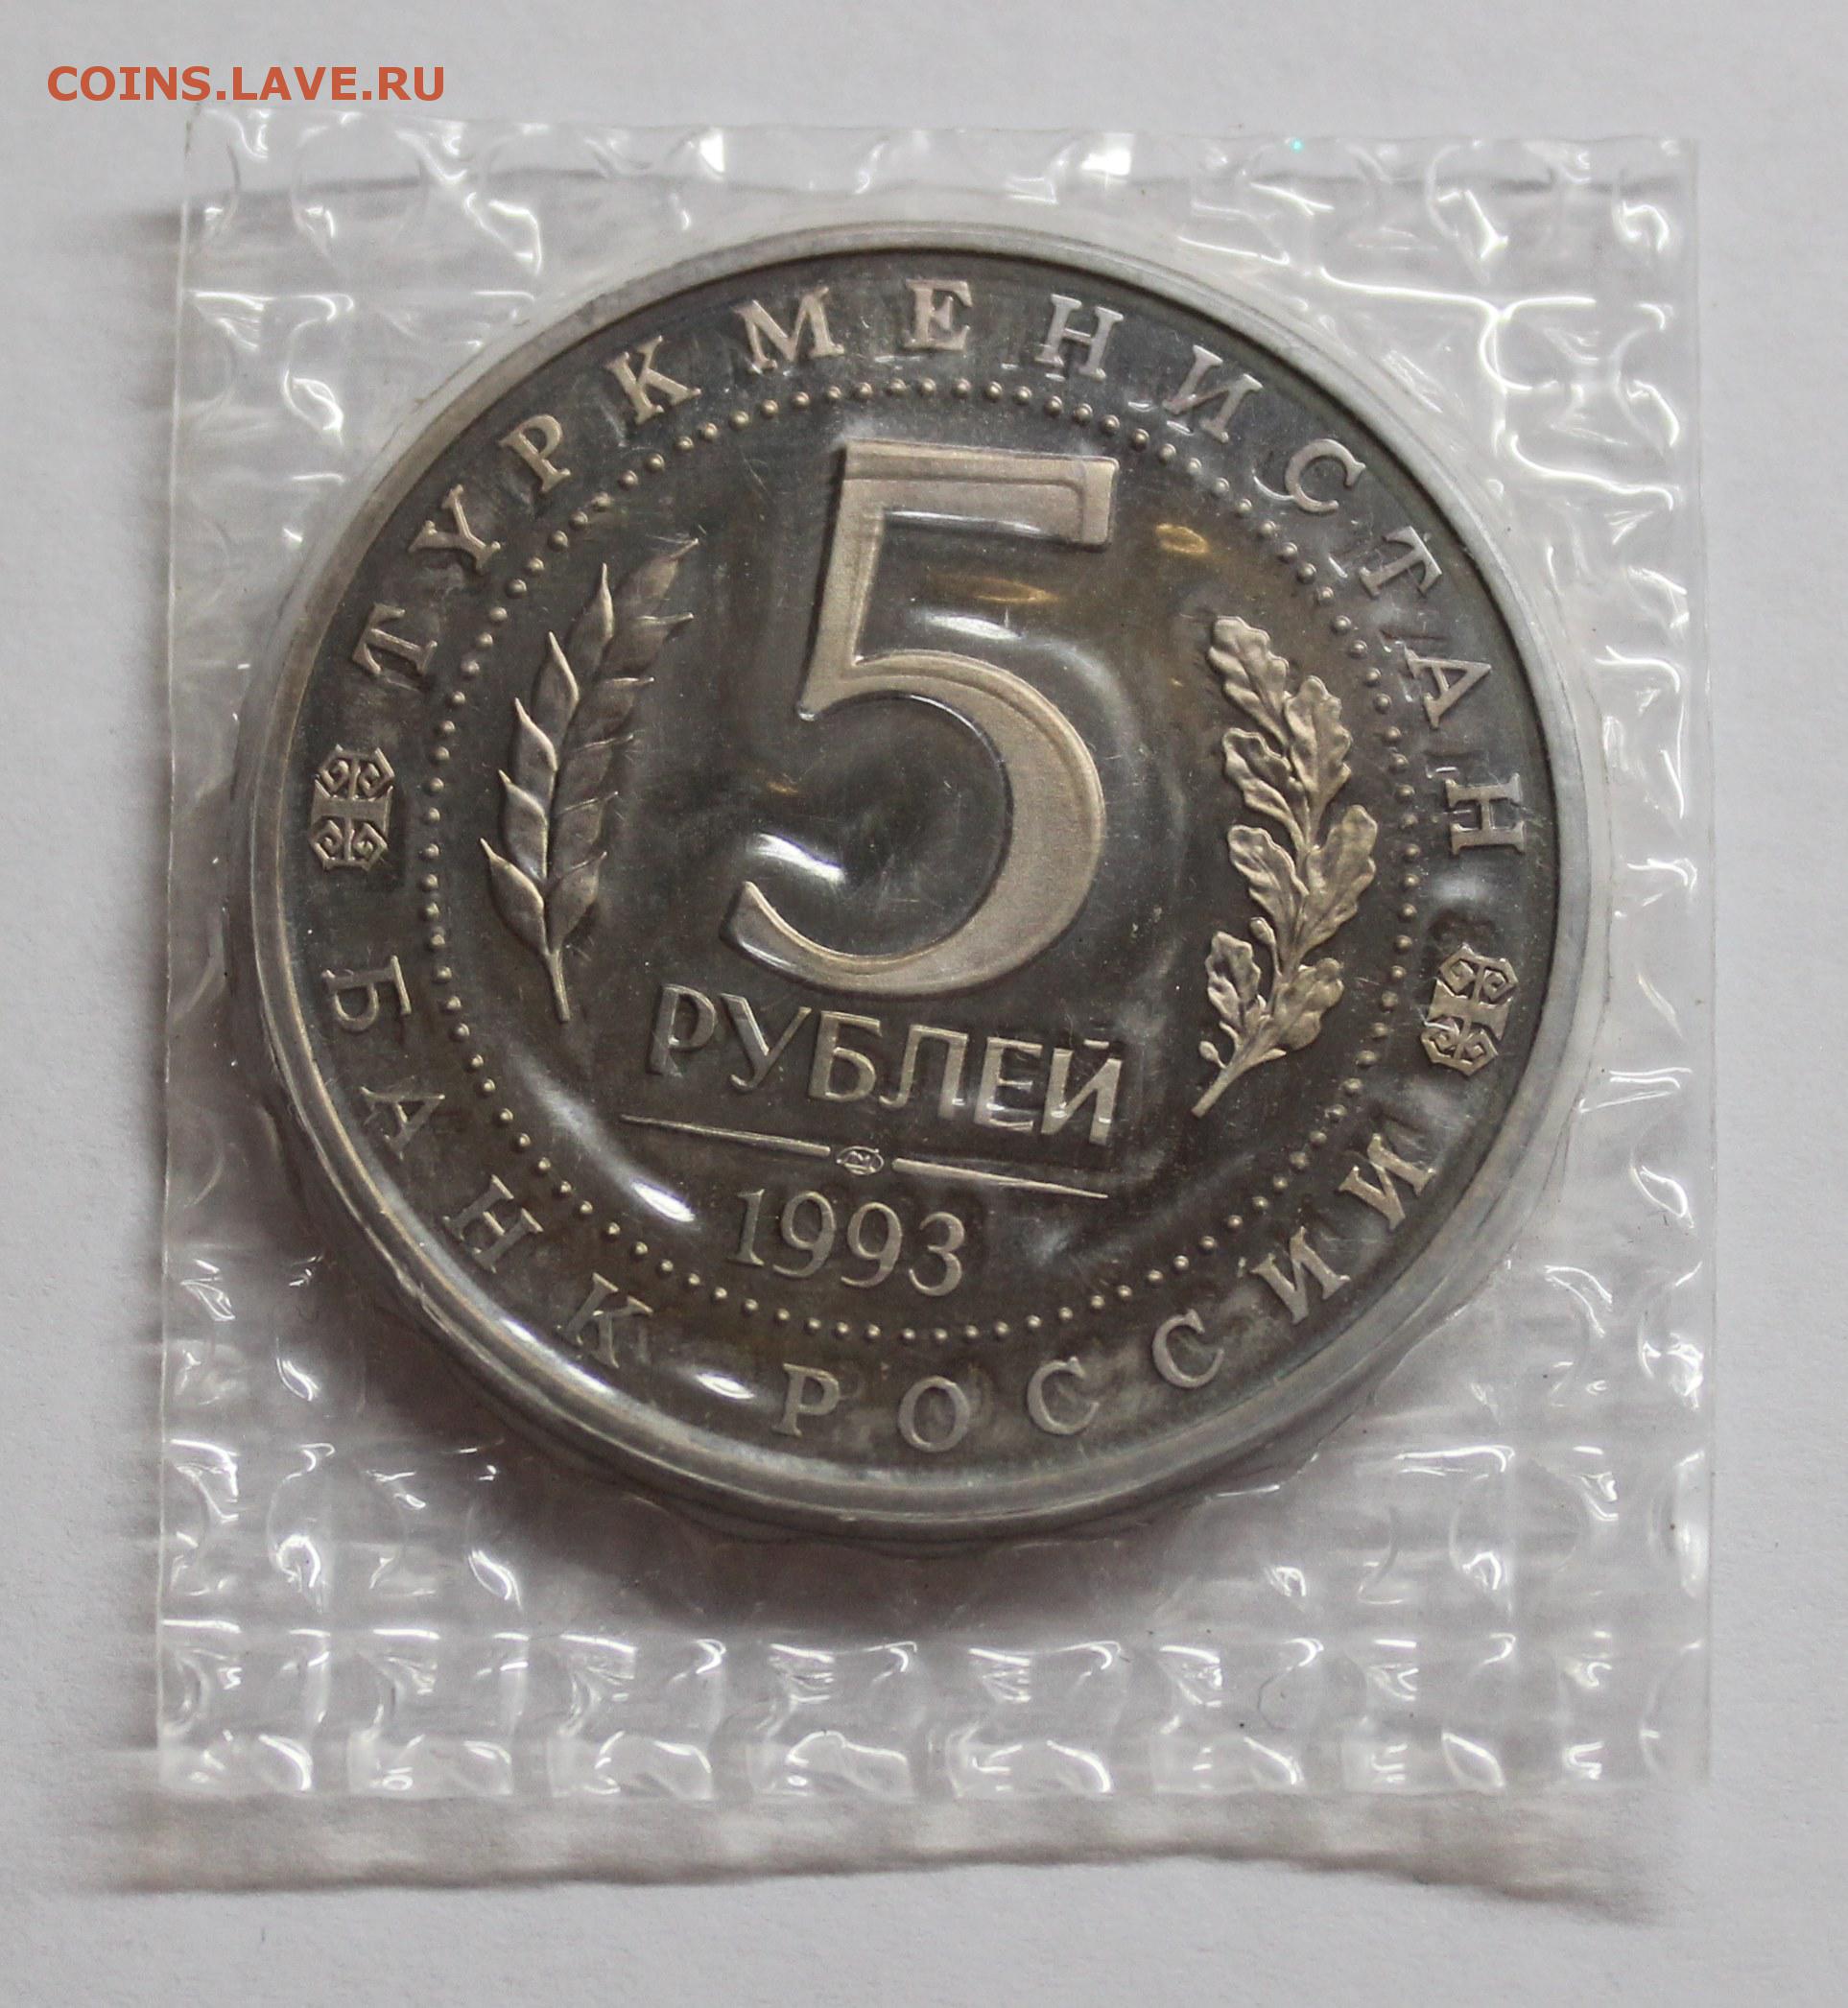 COINS.LAVE.RU
ТУРКМЕНИСТАН
5
РУБЛЕЙ
1993
БАНК РОССИИ